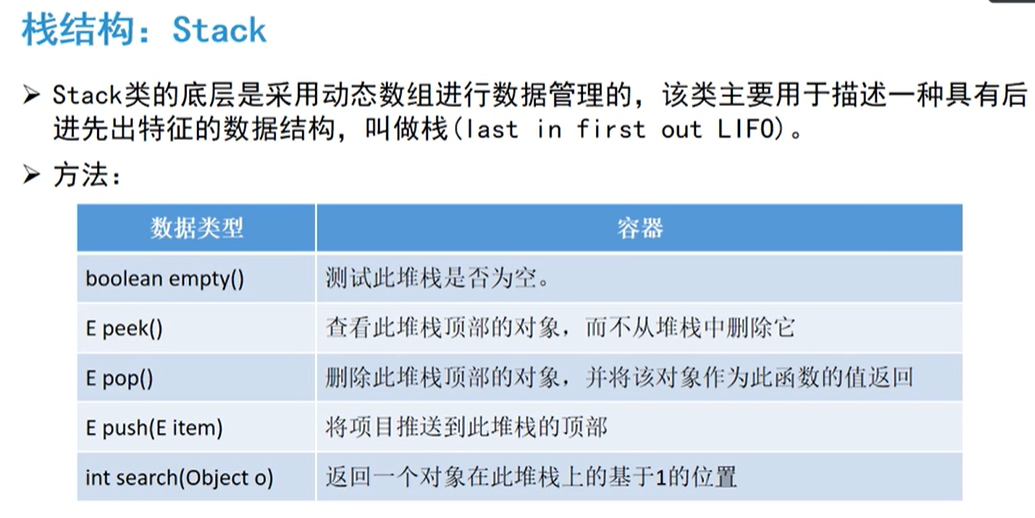 栈结构：Stack
➢ Stack类的底层是采用动态数组进行数据管理的，该类主要用于描述一种具有后
进先出特征的数据结构，叫做栈(last in first out LIFO)。
➢ 方法：
数据类型 容器
boolean empty() 测试此堆栈是否为空。
E peek() 查看此堆栈顶部的对象，而不从堆栈中删除它
E pop() 删除此堆栈顶部的对象，并将该对象作为此函数的值返回
E push(E item) 将项目推送到此堆栈的顶部
int search(Object o) 返回一个对象在此堆栈上的基于1的位置